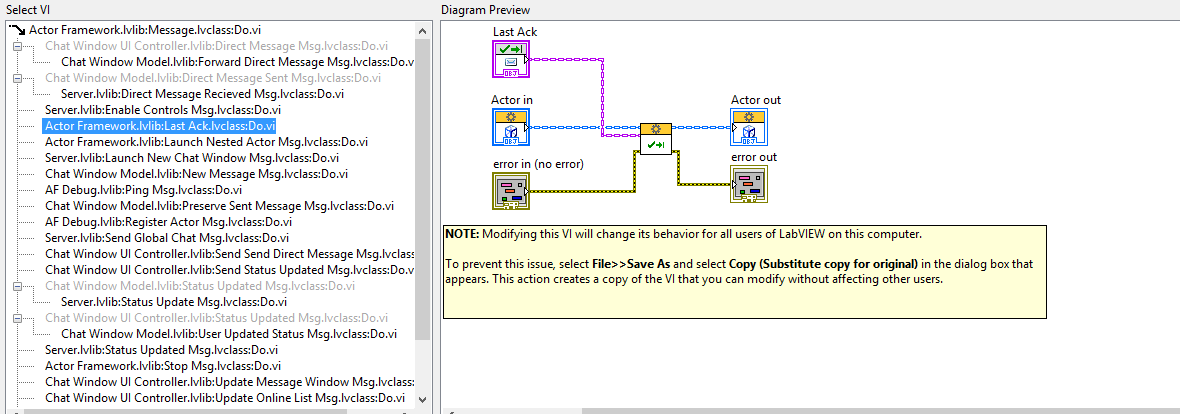 Select VI
Actor Framework.lvlib:Message.lvclass:Do.vi
Chat Window UI Controller.lvlib:Direct Message Msg.lvclass:Do.vi
Chat Window Model.lvlib:Forward Direct Message Msg.lvclass:Do.v
Chat Window Model.lvlib:Direct Message Sent Msg.lvclass:Do.vi
Server.lvlib:Direct Message Recieved Msg.lvclass:Do.vi
Server.lvlib:Enable Controls Msg.lvclass:Do.vi
Actor Framework.lvlib:Last Ack.lvclass:Do.vi
Actor Framework.lvlib:Launch Nested Actor Msg.lvclass:Do.vi
Server.lvlib:Launch New Chat Window Msg.lvclass:Do.vi
Chat Window Model.lvlib:New Message Msg.lvclass:Do.vi
AF Debug.lvlib:Ping Msg.lvclass:Do.vi
Chat Window Model.lvlib:Preserve Sent Message Msg.lvclass:Do.vi
AF Debug.lvlib:Register Actor Msg.lvclass:Do.vi
Server.lvlib:Send Global Chat Msg.lvclass:Do.vi
Chat Window Model.lvlib:Send Send Direct Message Msg.lvclass:Do
Chat Window Model.lvlib:Send Status Updated Msg.lvclass:Do.vi
Chat Window Model.lvlib:Status Updated Msg.lvclass:Do.vi
Server.lvlib:Status Update Msg.lvclass:Do.vi
Chat Window UI Controller.lvlib:Status Updated Msg.lvclass:Do.vi
Chat Window Model.lvlib:User Updated Status Msg.lvclass:Do.vi
Server.lvlib:Status Updated Msg.lvclass:Do.vi
Actor Framework.lvlib:Stop Msg.lvclass:Do.vi
Chat Window UI Controller.lvlib:Update Message Window Msg.lvclass:
Chat Window UI Controller.lvlib:Update Online List Msg.lvclass:Do.vi
Diagram Preview
Last Ack
OBJ
Actor in
OBJ
Actor out
OBJ
error in (no error)
error out
NOTE: Modifying this VI will change its behavior for all users of LabVIEW on this computer.
To prevent this issue, select File>>Save As and select Copy (Substitute copy for original) in the dialog box that
appears. This action creates a copy of the VI that you can modify without affecting other users.